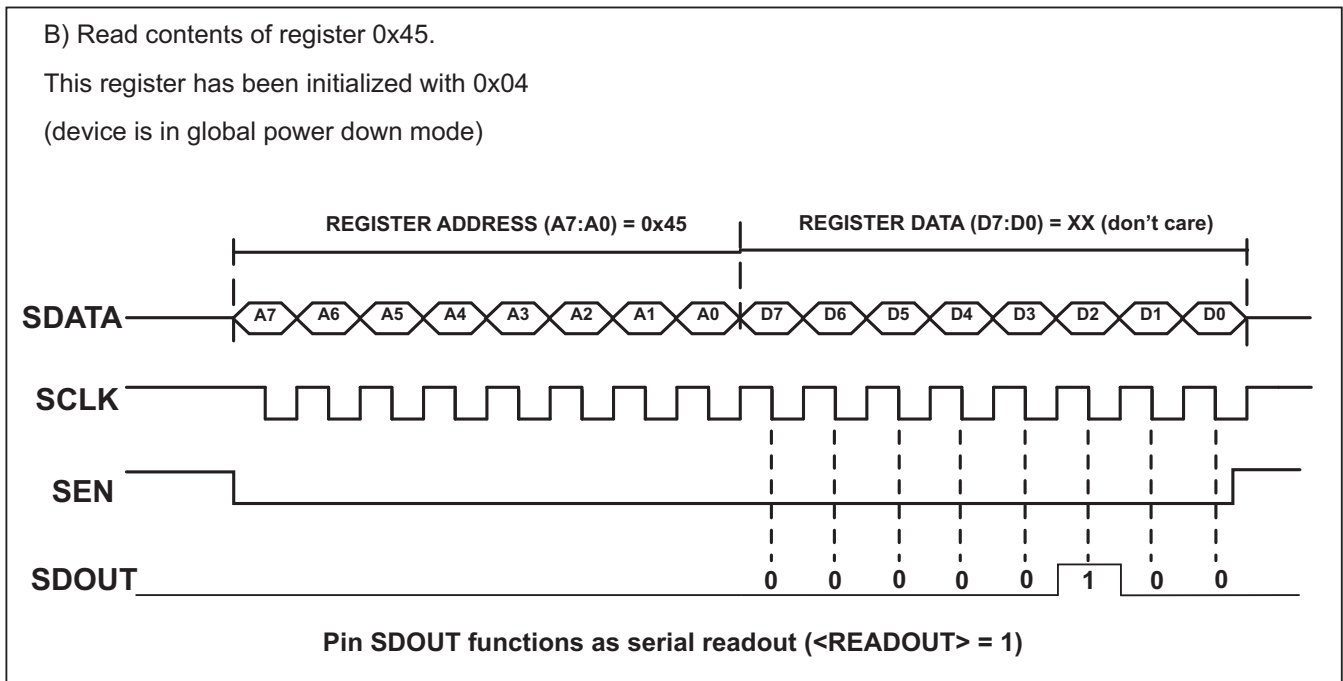 B) Read contents of register 0x45.
This register has been initialized with 0x04
(device is in global power down mode)
REGISTER ADDRESS (A7:A0) = 0x45 REGISTER DATA (D7:D0) = XX (don't care)
SDATA A7 A6 A5 A4 A3 A2 A1 A0 D7 D6 D5 D4 D3 D2 D1 D0
SCLK
SEN
SDOUT 0 0 0 0 0 1 0 0
Pin SDOUT functions as serial readout (<READOUT> = 1)